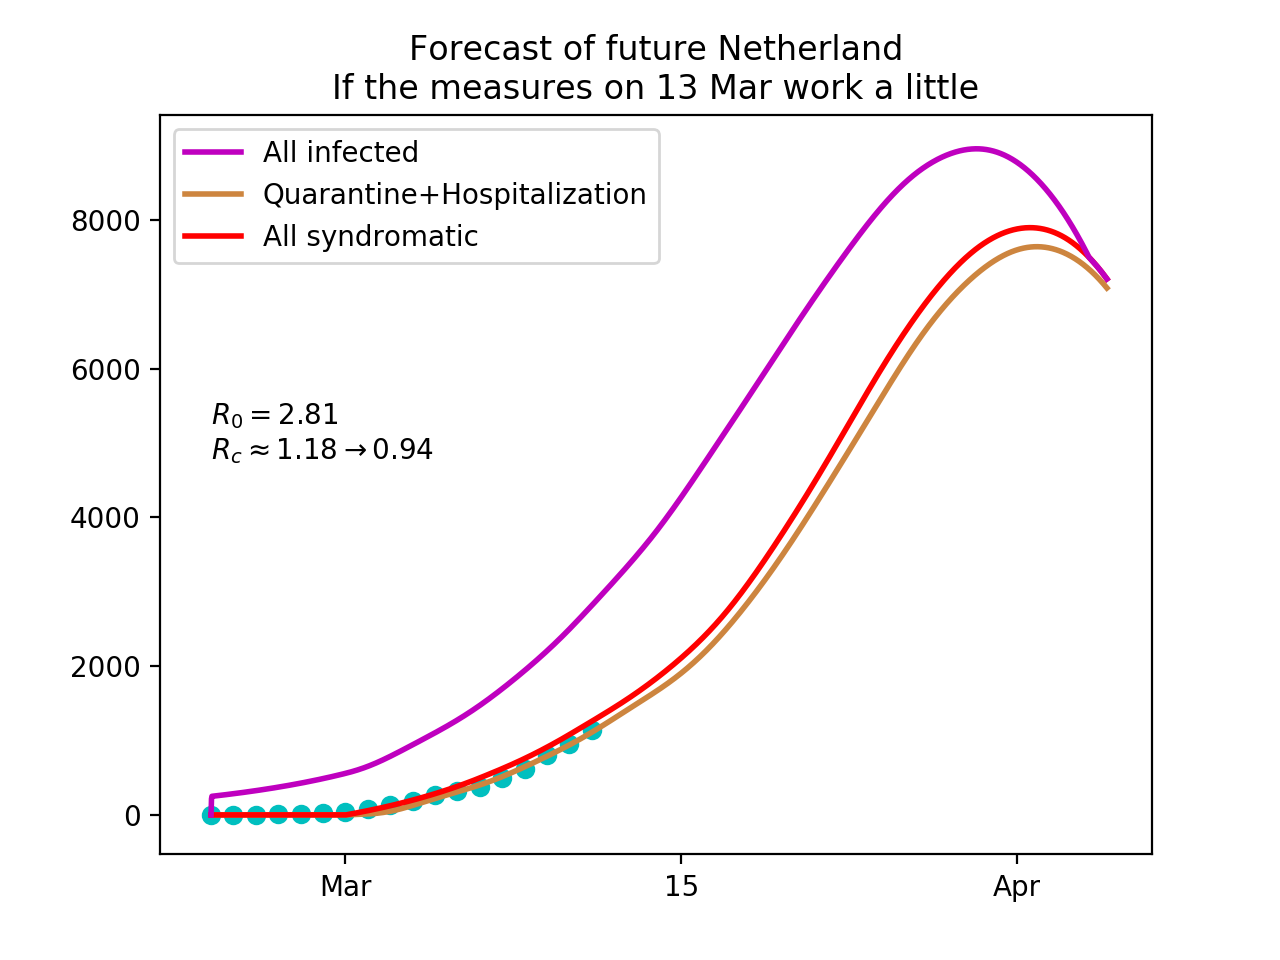 Forecast of future Netherland
If the measures on 13 Mar work a little
All infected
Quarantine+Hospitalization
All syndromatic
8000
6000
R₀ = 2.81
R_c ≈ 1.18 → 0.94
4000
2000
0
Mar 15 Apr